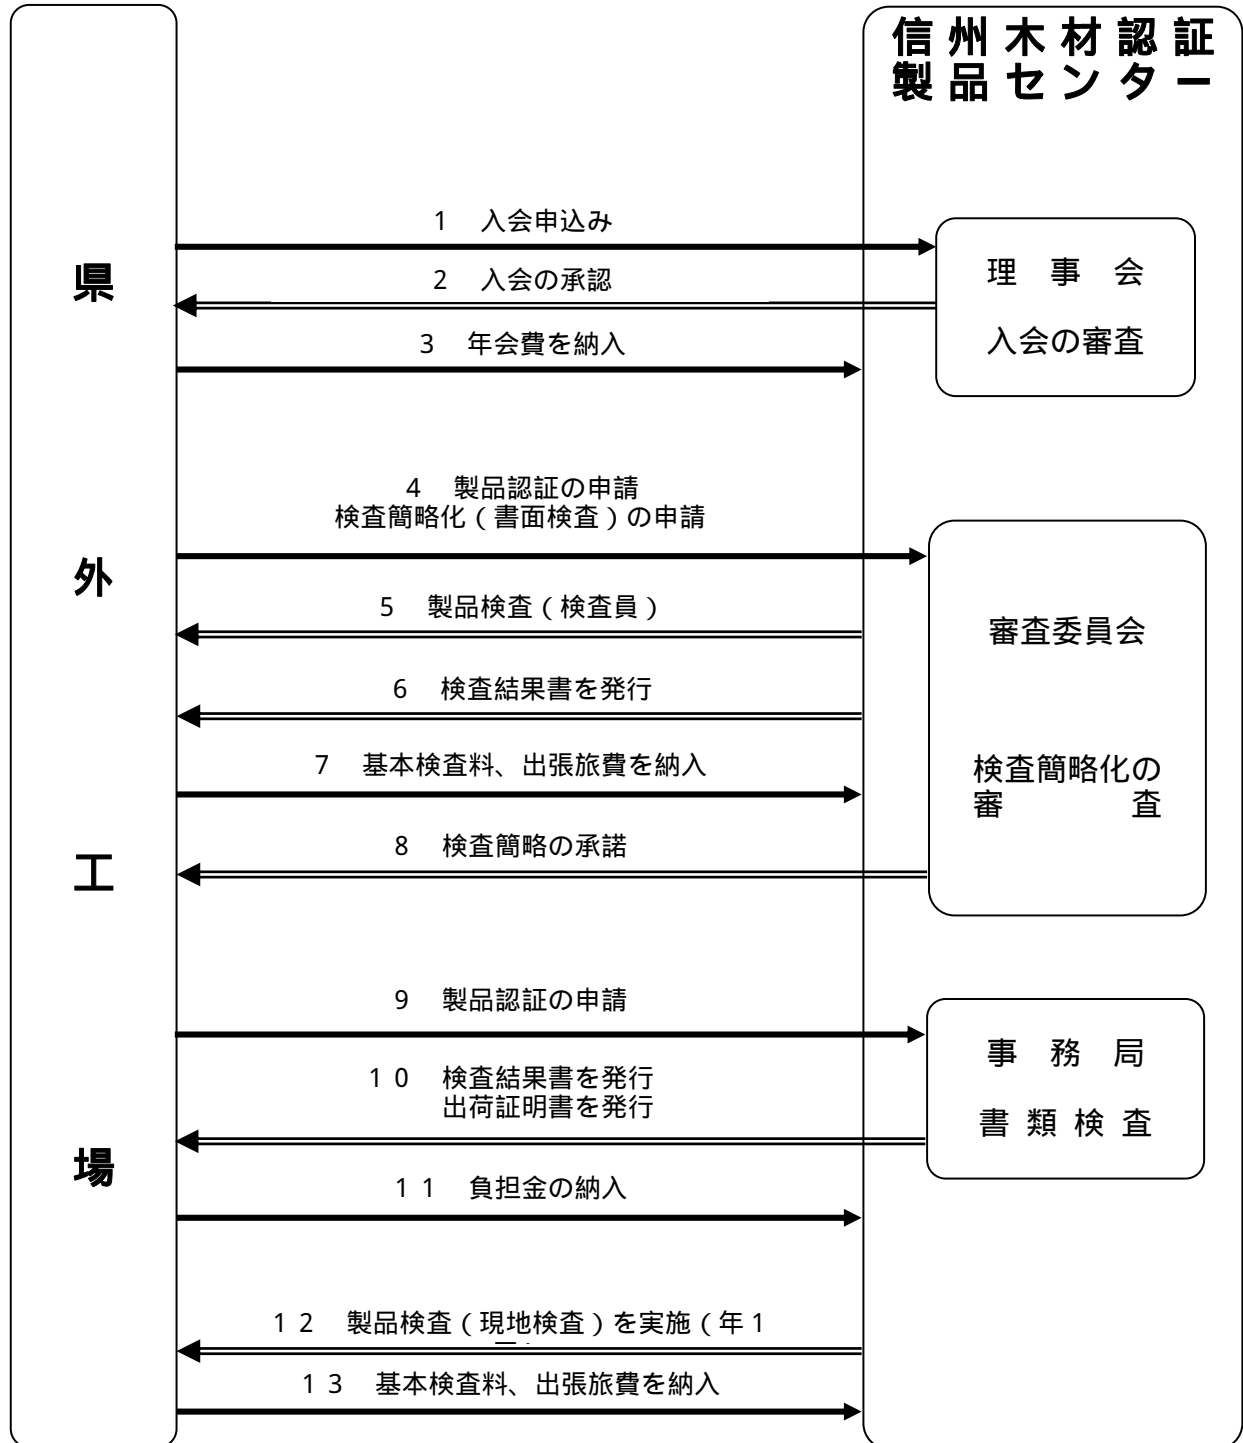 信州木材認証
製品センター
県
外
工
場
1 入会申込み
2 入会の承認
3 年会費を納入
理 事 会
入会の審査
4 製品認証の申請
検査簡略化(書面検査)の申請
5 製品検査(検査員)
6 検査結果書を発行
7 基本検査料、出張旅費を納入
8 検査簡略の承諾
審査委員会
検査簡略化の
審 査
9 製品認証の申請
10 検査結果書を発行
出荷証明書を発行
11 負担金の納入
事 務 局
書 類 検 査
12 製品検査(現地検査)を実施(年1
13 基本検査料、出張旅費を納入